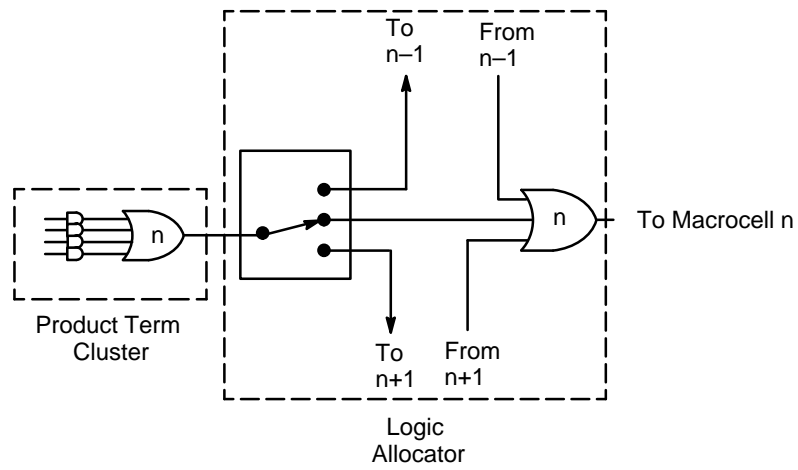 To
n–1
From
n–1
n
n
To Macrocell n
Product Term
Cluster
To
n+1
From
n+1
Logic
Allocator